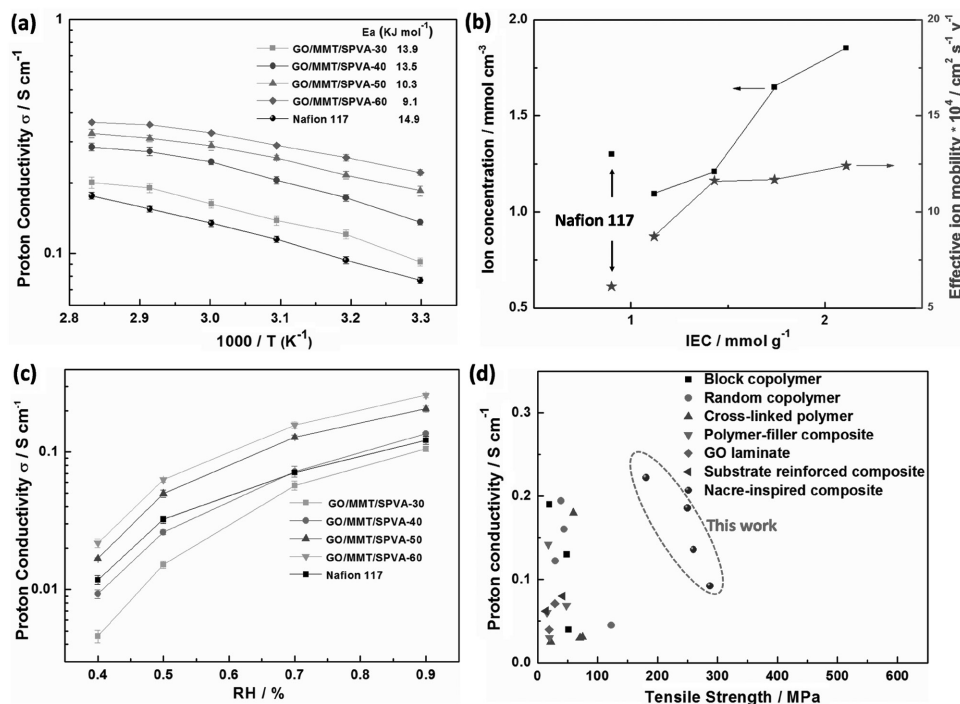 (a)
Ea (KJ mol⁻¹)
GO/MMT/SPVA-30 13.9
GO/MMT/SPVA-40 13.5
GO/MMT/SPVA-50 10.3
GO/MMT/SPVA-60 9.1
Nafion 117 14.9
1
0.1
Proton Conductivity σ / S cm⁻¹
2.8 2.9 3.0 3.1 3.2 3.3
1000 / T (K⁻¹)
(b)
2.0
1.5
1.0
0.5
Ion concentration / mmol cm⁻³
Nafion 117
20
15
10
5
Effective ion mobility * 10⁴ / cm² s⁻¹ v⁻¹
1 2
IEC / mmol g⁻¹
(c)
0.1
0.01
Proton Conductivity σ / S cm⁻¹
GO/MMT/SPVA-30
GO/MMT/SPVA-40
GO/MMT/SPVA-50
GO/MMT/SPVA-60
Nafion 117
0.4 0.5 0.6 0.7 0.8 0.9
RH / %
(d)
Block copolymer
Random copolymer
Cross-linked polymer
Polymer-filler composite
GO laminate
Substrate reinforced composite
Nacre-inspired composite
This work
0.3
0.2
0.1
0.0
Proton conductivity / S cm⁻¹
0 100 200 300 400 500 600
Tensile Strength / MPa